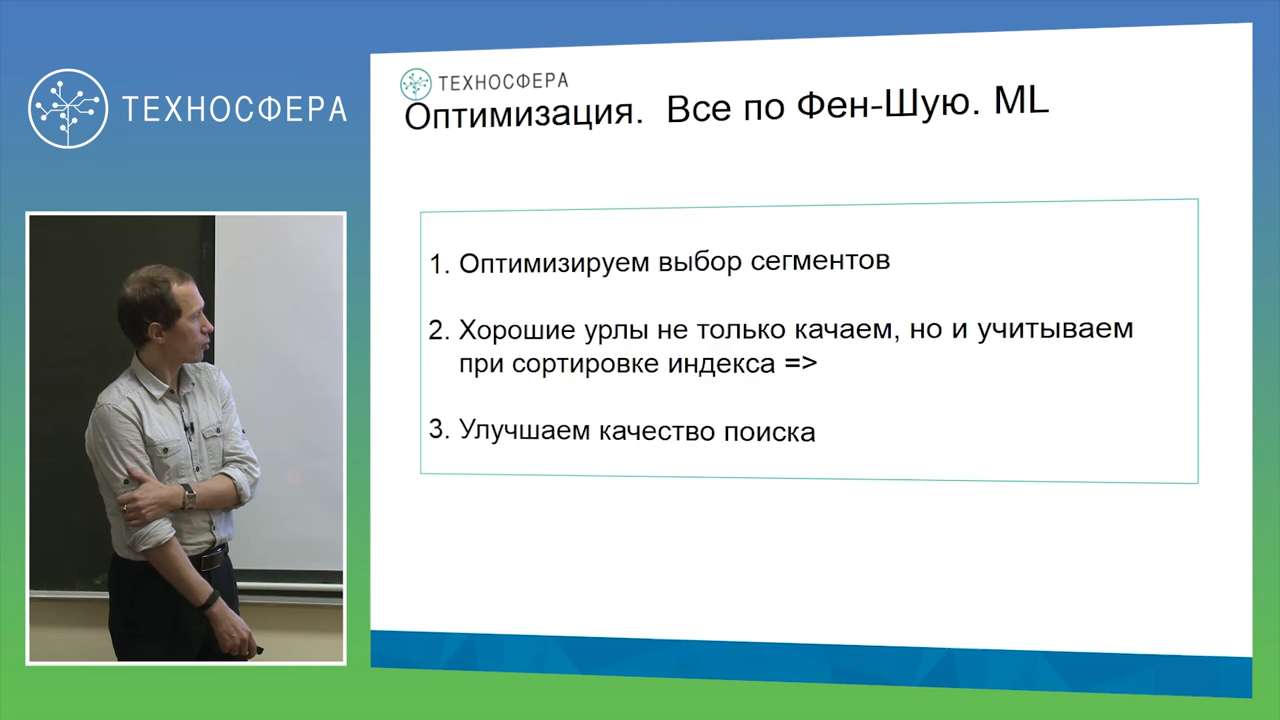 ТЕХНОСФЕРА
ТЕХНОСФЕРА
Оптимизация. Все по Фен-Шую. ML
1. Оптимизируем выбор сегментов
2. Хорошие урлы не только качаем, но и учитываем
при сортировке индекса =>
3. Улучшаем качество поиска